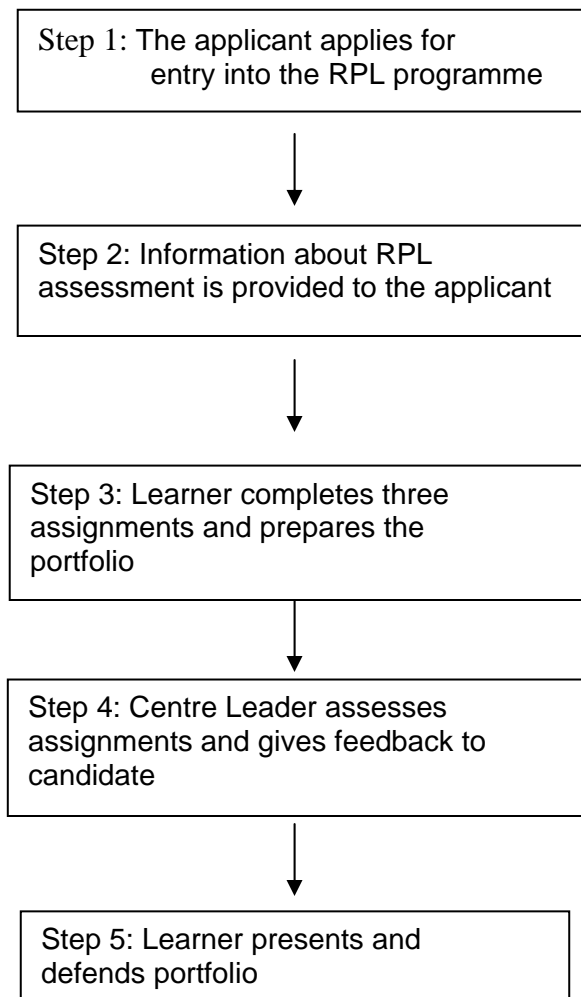 Step 1: The applicant applies for
entry into the RPL programme
Step 2: Information about RPL
assessment is provided to the applicant
Step 3: Learner completes three
assignments and prepares the
portfolio
Step 4: Centre Leader assesses
assignments and gives feedback to
candidate
Step 5: Learner presents and
defends portfolio